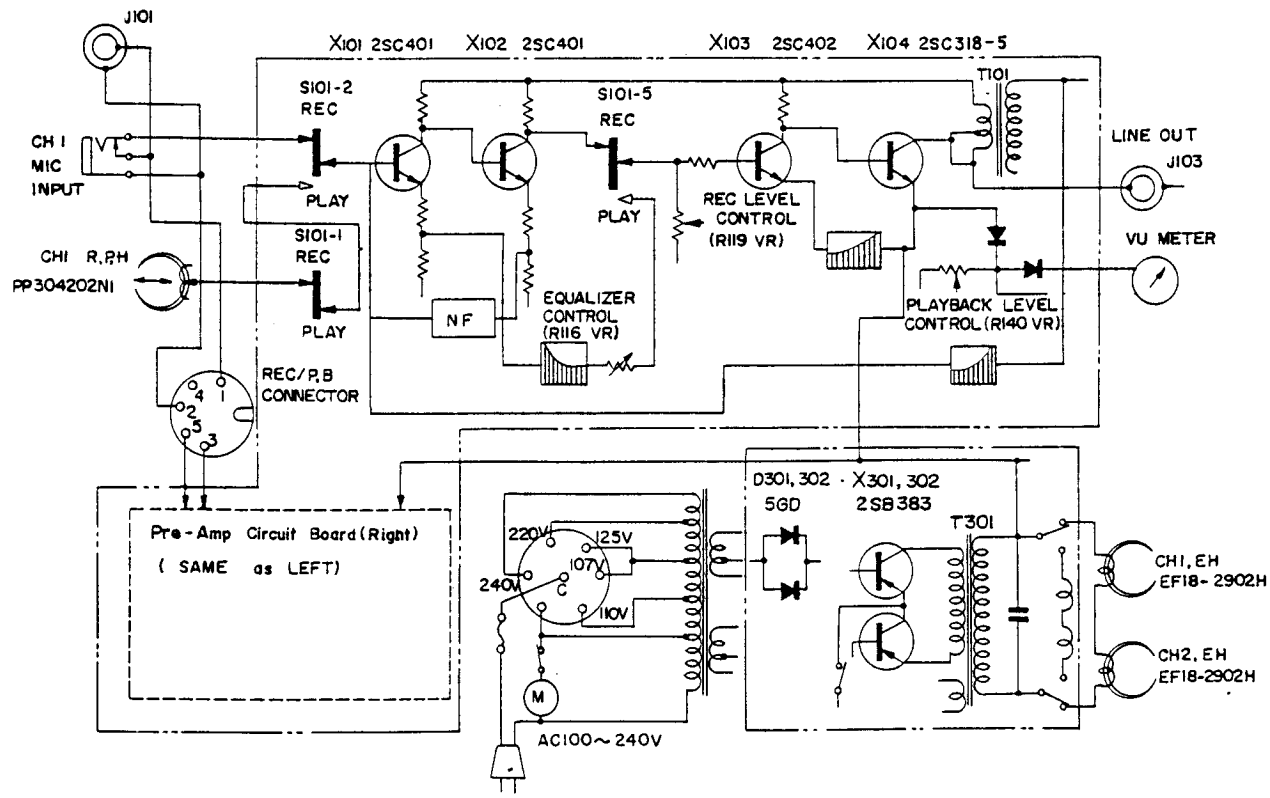 J101
X101 2SC401
X102 2SC401
X103 2SC402
X104 2SC318-5
S101-2
REC
S101-5
REC
T101
CH 1
MIC
INPUT
LINE OUT
J103
PLAY
PLAY
REC LEVEL
CONTROL
(R119 VR)
S101-1
REC
VU METER
CH1 R,P,H
PP304202N1
EQUALIZER
CONTROL
(R116 VR)
PLAYBACK LEVEL
CONTROL(R140 VR)
NF
PLAY
REC/P,B
CONNECTOR
4
1
2
5
3
D301,302 · X301,302
5GD
2SB383
T301
Pre-Amp Circuit Board (Right)
( SAME as LEFT)
220V
125V
107V
240V
C
110V
CH1, EH
EF18-2902H
CH2, EH
EF18-2902H
M
AC100~240V